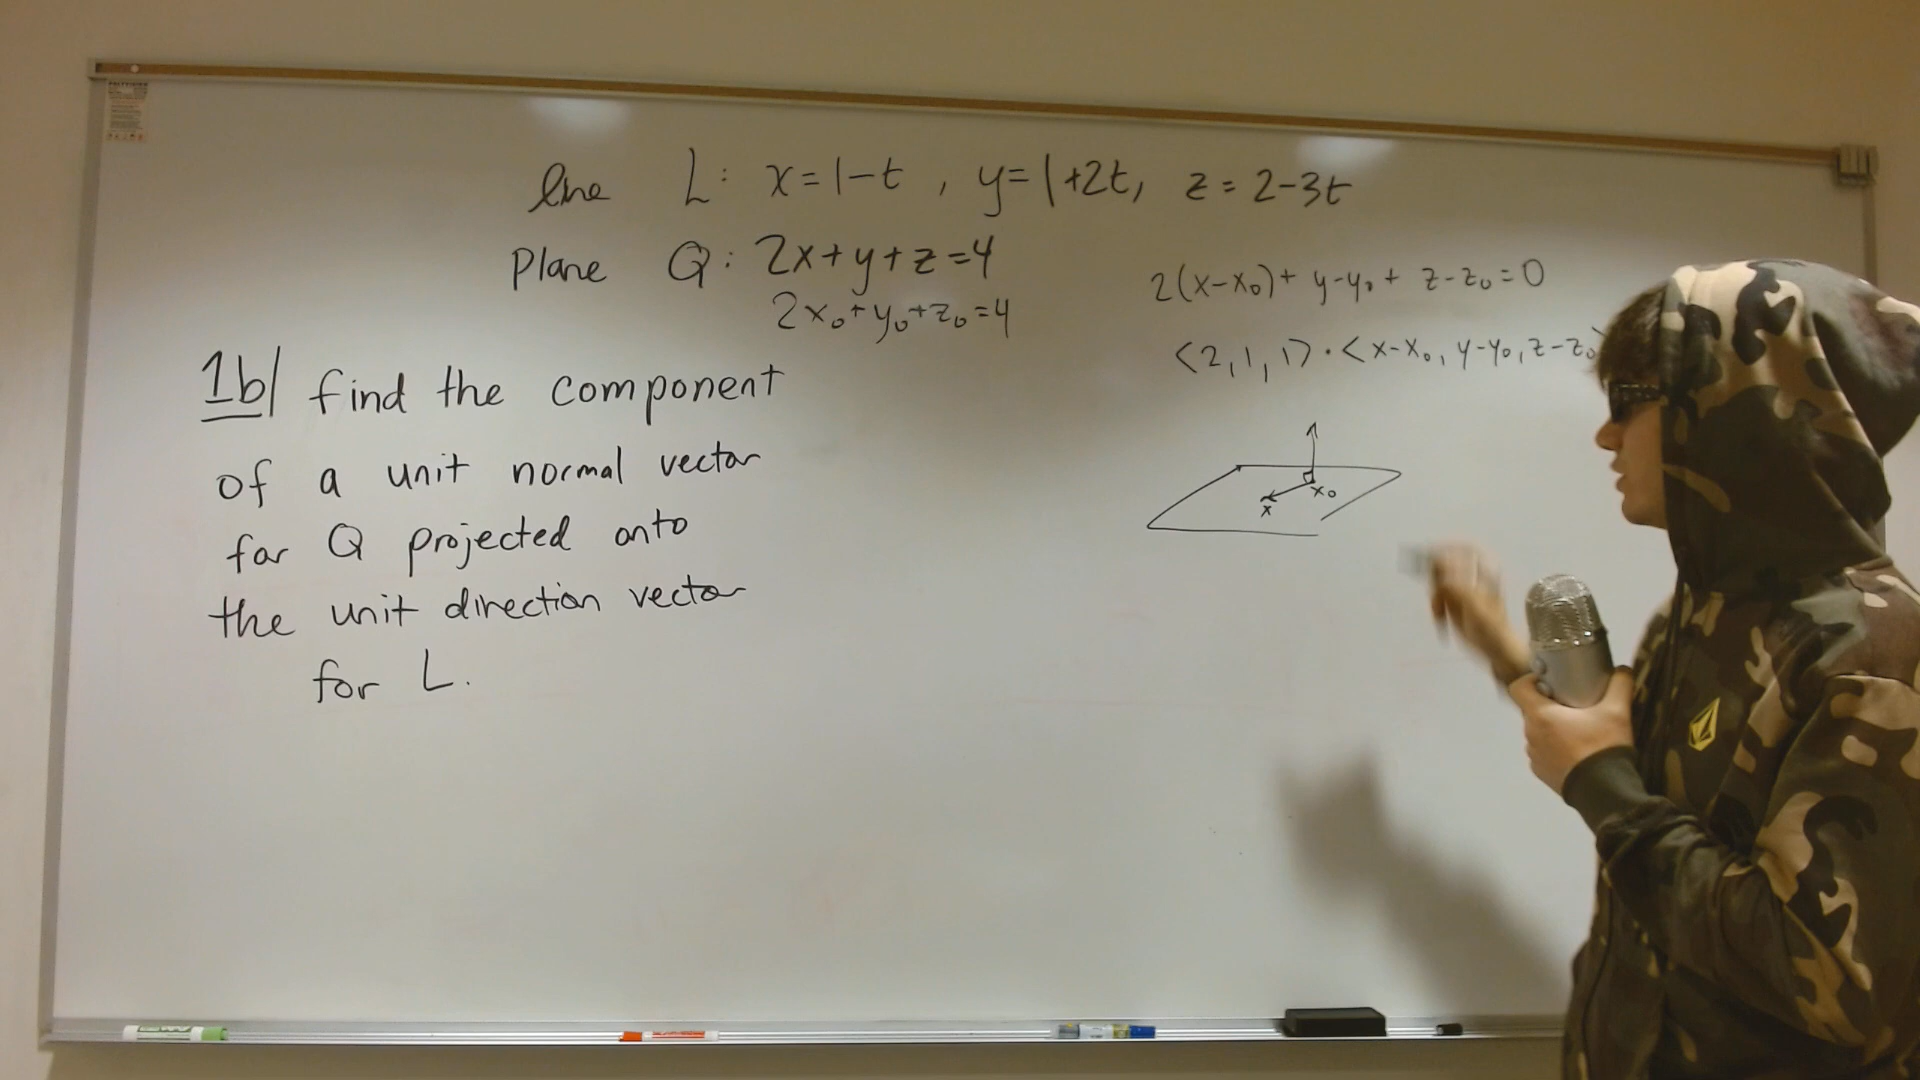 line L: x=1-t, y=1+2t, z=2-3t
Plane Q: 2x+y+z=4
2x₀+y₀+z₀=4
2(x-x₀)+ y-y₀+ z-z₀=0
<2,1,1>·<x-x₀, y-y₀, z-z₀>
1b| find the component
of a unit normal vector
for Q projected onto
the unit direction vector
for L.
x₀
x